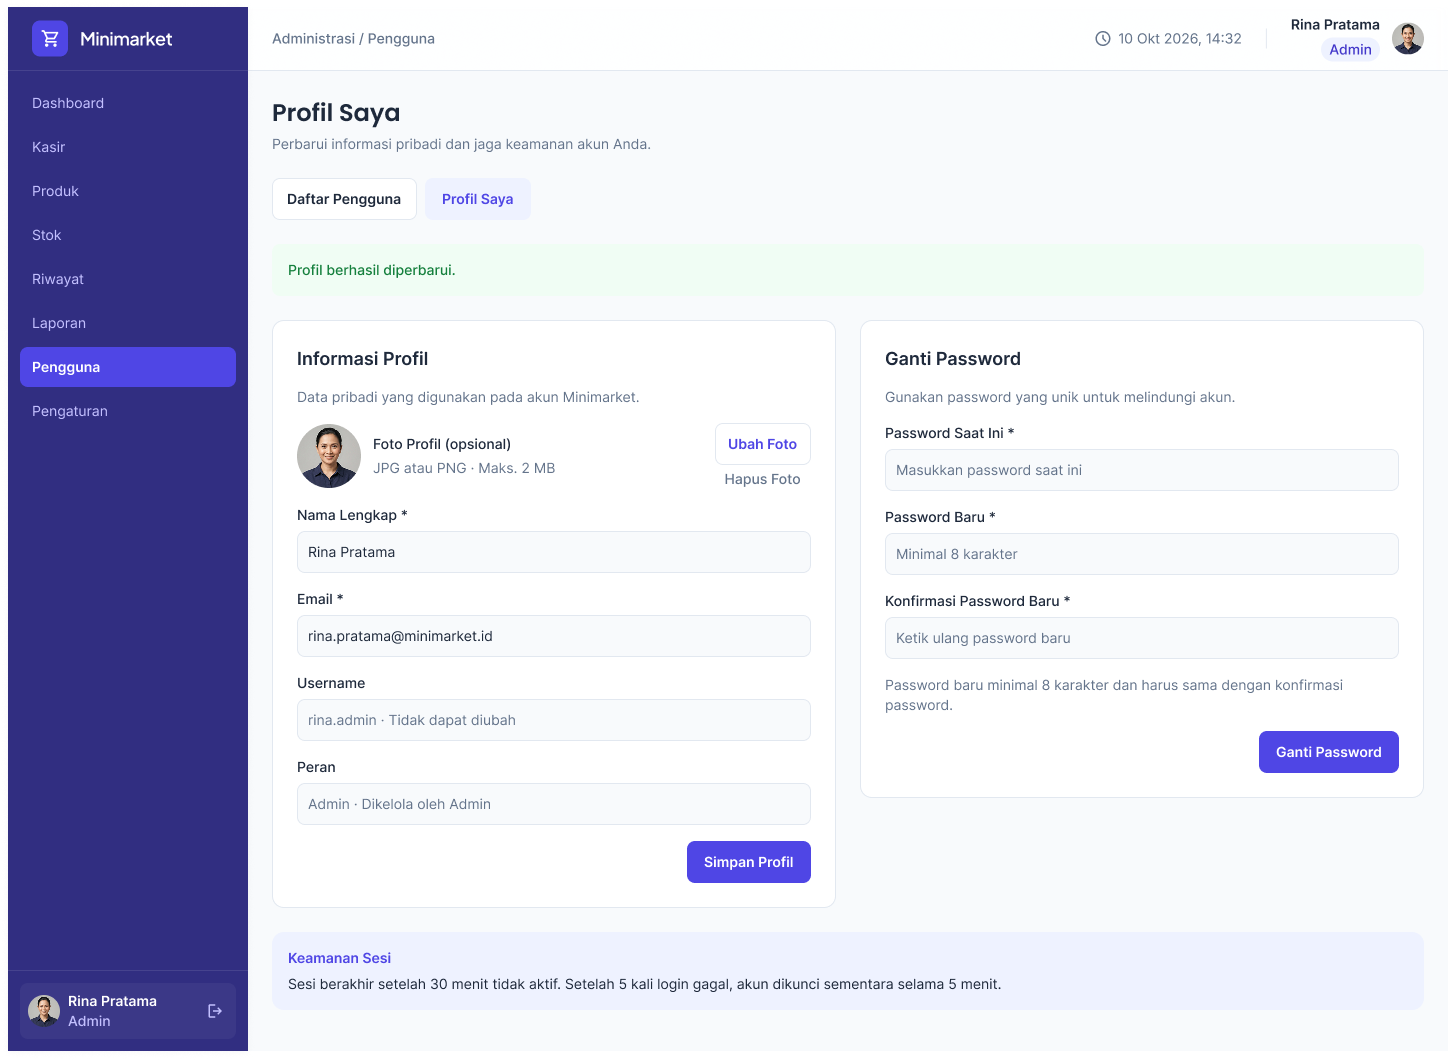 Minimarket
Dashboard
Kasir
Produk
Stok
Riwayat
Laporan
Pengguna
Pengaturan
Rina Pratama
Admin
Administrasi / Pengguna
10 Okt 2026, 14:32
Rina Pratama
Admin
Profil Saya
Perbarui informasi pribadi dan jaga keamanan akun Anda.
Daftar Pengguna
Profil Saya
Profil berhasil diperbarui.
Informasi Profil
Data pribadi yang digunakan pada akun Minimarket.
Foto Profil (opsional)
JPG atau PNG · Maks. 2 MB
Ubah Foto
Hapus Foto
Nama Lengkap *
Rina Pratama
Email *
rina.pratama@minimarket.id
Username
rina.admin · Tidak dapat diubah
Peran
Admin · Dikelola oleh Admin
Simpan Profil
Ganti Password
Gunakan password yang unik untuk melindungi akun.
Password Saat Ini *
Masukkan password saat ini
Password Baru *
Minimal 8 karakter
Konfirmasi Password Baru *
Ketik ulang password baru
Password baru minimal 8 karakter dan harus sama dengan konfirmasi
password.
Ganti Password
Keamanan Sesi
Sesi berakhir setelah 30 menit tidak aktif. Setelah 5 kali login gagal, akun dikunci sementara selama 5 menit.